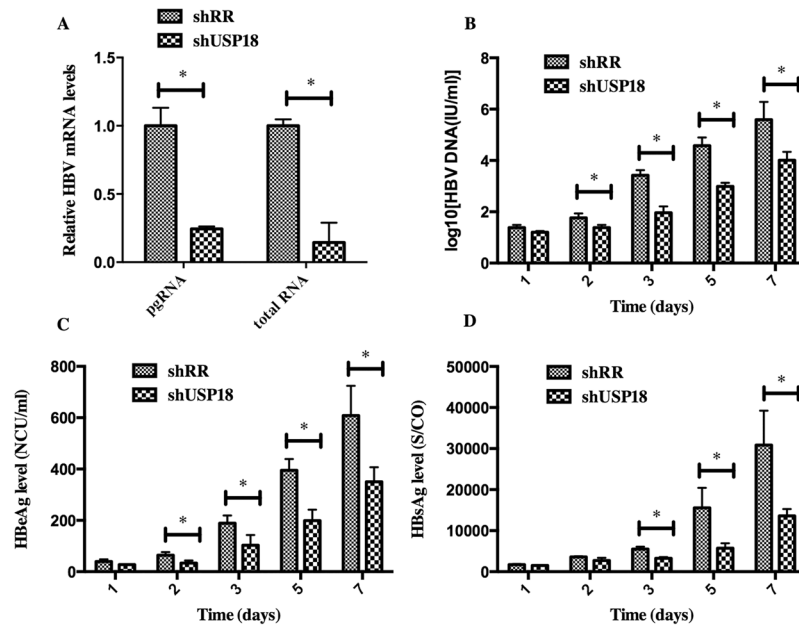 A
shRR
shUSP18
Relative HBV mRNA levels
1.5
1.0
0.5
0.0
*
*
pgRNA
total RNA
B
shRR
shUSP18
log10[HBV DNA(IU/ml)]
10
8
6
4
2
0
*
*
*
*
1
2
3
5
7
Time (days)
C
shRR
shUSP18
HBeAg level (NCU/ml)
800
600
400
200
0
*
*
*
*
1
2
3
5
7
Time (days)
D
shRR
shUSP18
HBsAg level (S/CO)
50000
40000
30000
20000
10000
0
*
*
*
1
2
3
5
7
Time (days)